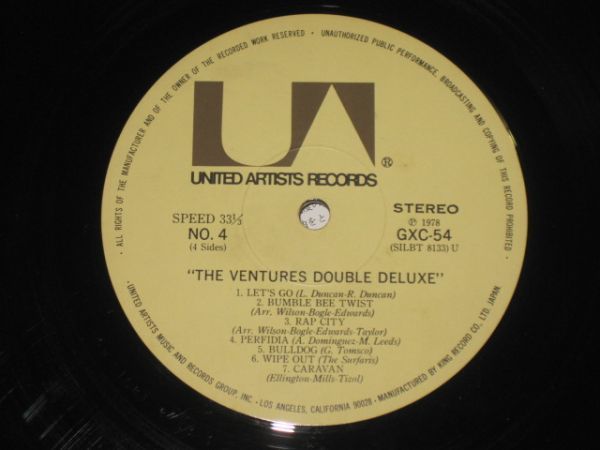 · ALL RIGHTS OF THE MANUFACTURER AND OF THE OWNER OF THE RECORDED WORK RESERVED · UNAUTHORIZED PUBLIC PERFORMANCE, BROADCASTING AND COPYING OF THIS RECORD PROHIBITED ·
UA ®
UNITED ARTISTS RECORDS
SPEED 33⅓
NO. 4
(4 Sides)
STEREO
Ⓟ 1978
GXC-54
(SILBT 8133) U
"THE VENTURES DOUBLE DELUXE"
1. LET'S GO (L. Duncan-R. Duncan)
2. BUMBLE BEE TWIST
(Arr. Wilson-Bogle-Edwards)
3. RAP CITY
(Arr. Wilson-Bogle-Edwards-Taylor)
4. PERFIDIA (A. Dominguez-M. Leeds)
5. BULLDOG (G. Tomsco)
6. WIPE OUT (The Surfaris)
7. CARAVAN
(Ellington-Mills-Tizol)
· UNITED ARTISTS MUSIC AND RECORDS GROUP, INC. · LOS ANGELES, CALIFORNIA 90028 · MANUFACTURED BY KING RECORD CO, LTD. JAPAN.